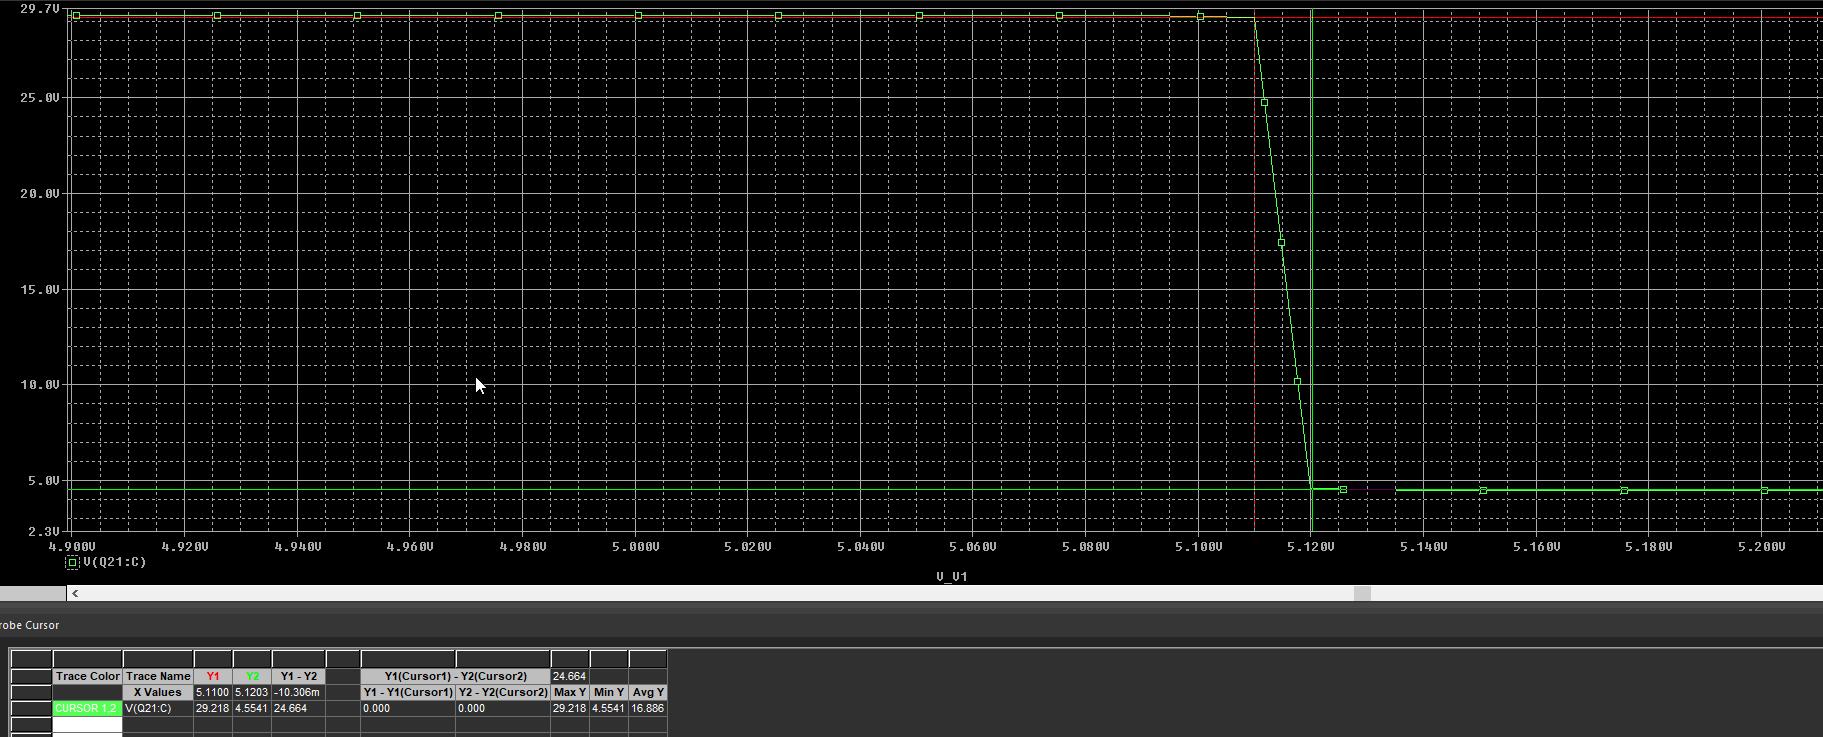 29.7V
25.0V
20.0V
15.0V
10.0V
5.0V
2.3V
4.900V 4.920V 4.940V 4.960V 4.980V 5.000V 5.020V 5.040V 5.060V 5.080V 5.100V 5.120V 5.140V 5.160V 5.180V 5.200V
V(Q21:C)
V_V1
<
robe Cursor
Trace Color Trace Name Y1 Y2 Y1 - Y2 Y1(Cursor1) - Y2(Cursor2) 24.664
X Values 5.1100 5.1203 -10.306m Y1 - Y1(Cursor1) Y2 - Y2(Cursor2) Max Y Min Y Avg Y
CURSOR 1,2 V(Q21:C) 29.218 4.5541 24.664 0.000 0.000 29.218 4.5541 16.886